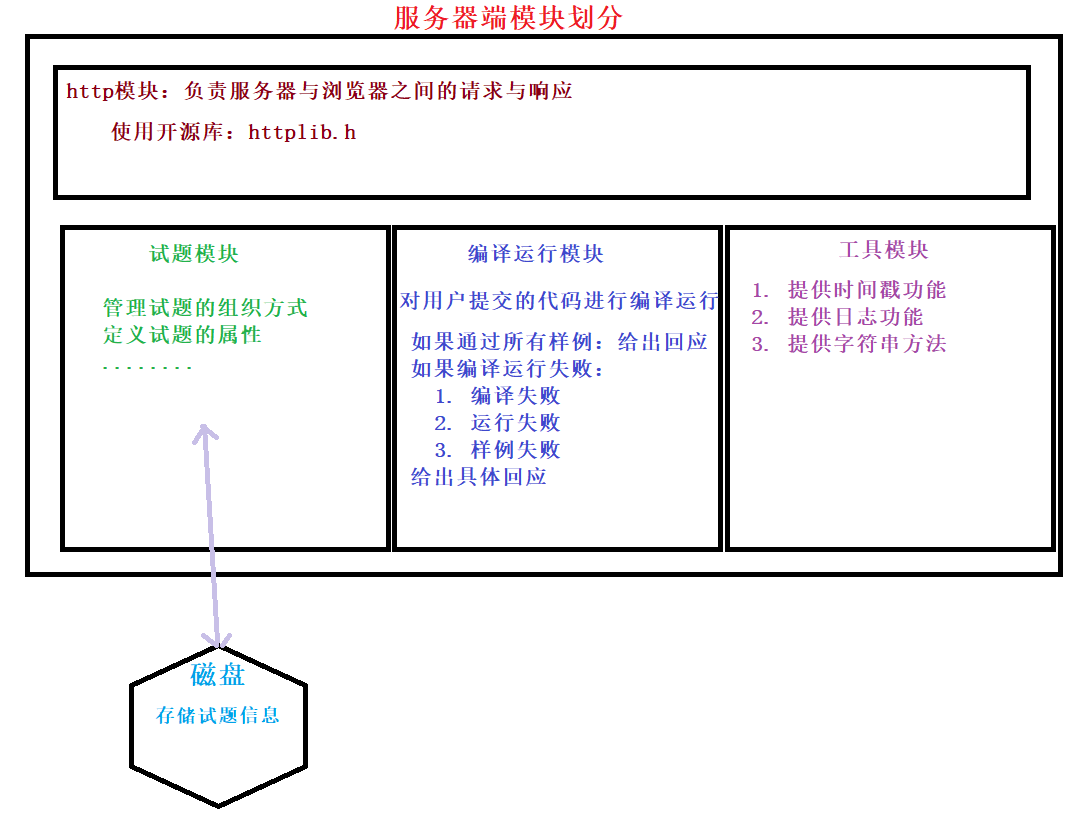 服务器端模块划分
http模块：负责服务器与浏览器之间的请求与响应
使用开源库：httplib.h
试题模块
管理试题的组织方式
定义试题的属性
........
编译运行模块
对用户提交的代码进行编译运行
如果通过所有样例：给出回应
如果编译运行失败：
1. 编译失败
2. 运行失败
3. 样例失败
给出具体回应
工具模块
1. 提供时间戳功能
2. 提供日志功能
3. 提供字符串方法
磁盘
存储试题信息